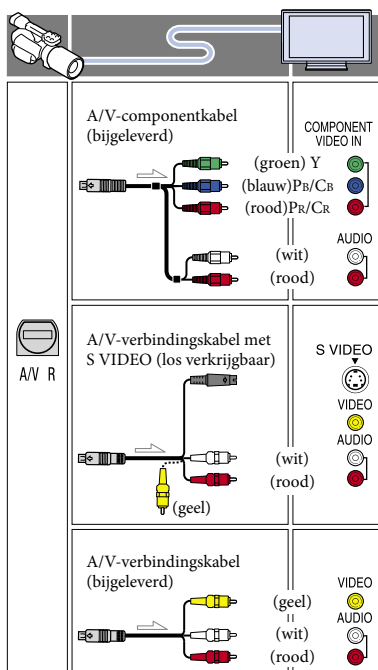 A/V-componentkabel
(bijgeleverd)
COMPONENT
VIDEO IN
(groen) Y
(blauw)PB/CB
(rood)PR/CR
AUDIO
(wit)
(rood)
A/V R
A/V-verbindingskabel met
S VIDEO (los verkrijgbaar)
S VIDEO
VIDEO
AUDIO
(wit)
(rood)
(geel)
A/V-verbindingskabel
(bijgeleverd)
VIDEO
(geel)
AUDIO
(wit)
(rood)